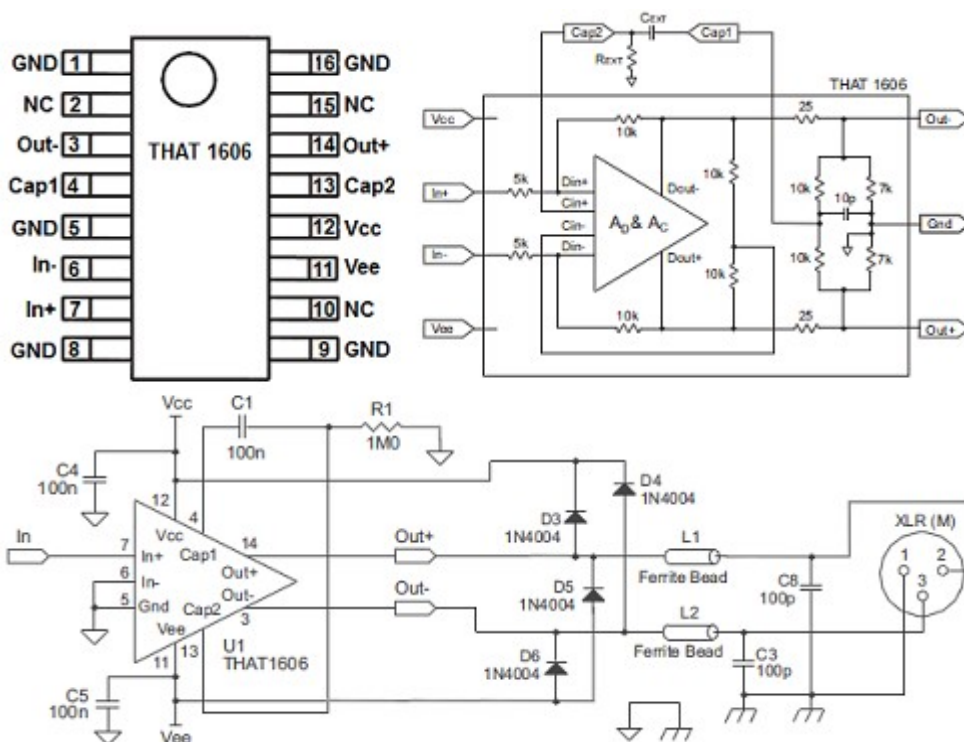 GND 1
NC 2
Out- 3
Cap1 4
GND 5
In- 6
In+ 7
GND 8
THAT 1606
16 GND
15 NC
14 Out+
13 Cap2
12 Vcc
11 Vee
10 NC
9 GND
CEXT
Cap2
Cap1
REXT
THAT 1606
Vcc
25
Out-
10k
10k
10k
7k
In+
5k
Din+
Dout-
10p
Cin+
AD & AC
Gnd
Cin-
In-
5k
Din-
Dout+
10k
10k
7k
10k
25
Vee
Out+
Vcc
C1
100n
R1
1M0
C4
100n
12
4
Vcc
Cap1
In
7
In+
6
In-
5
Gnd
14
Out+
Out-
3
Cap2
Vee
13
11
U1
THAT1606
C5
100n
Vee
Out+
Out-
D3
1N4004
D4
1N4004
D5
1N4004
D6
1N4004
L1
Ferrite Bead
L2
Ferrite Bead
C8
100p
C3
100p
XLR (M)
1
2
3